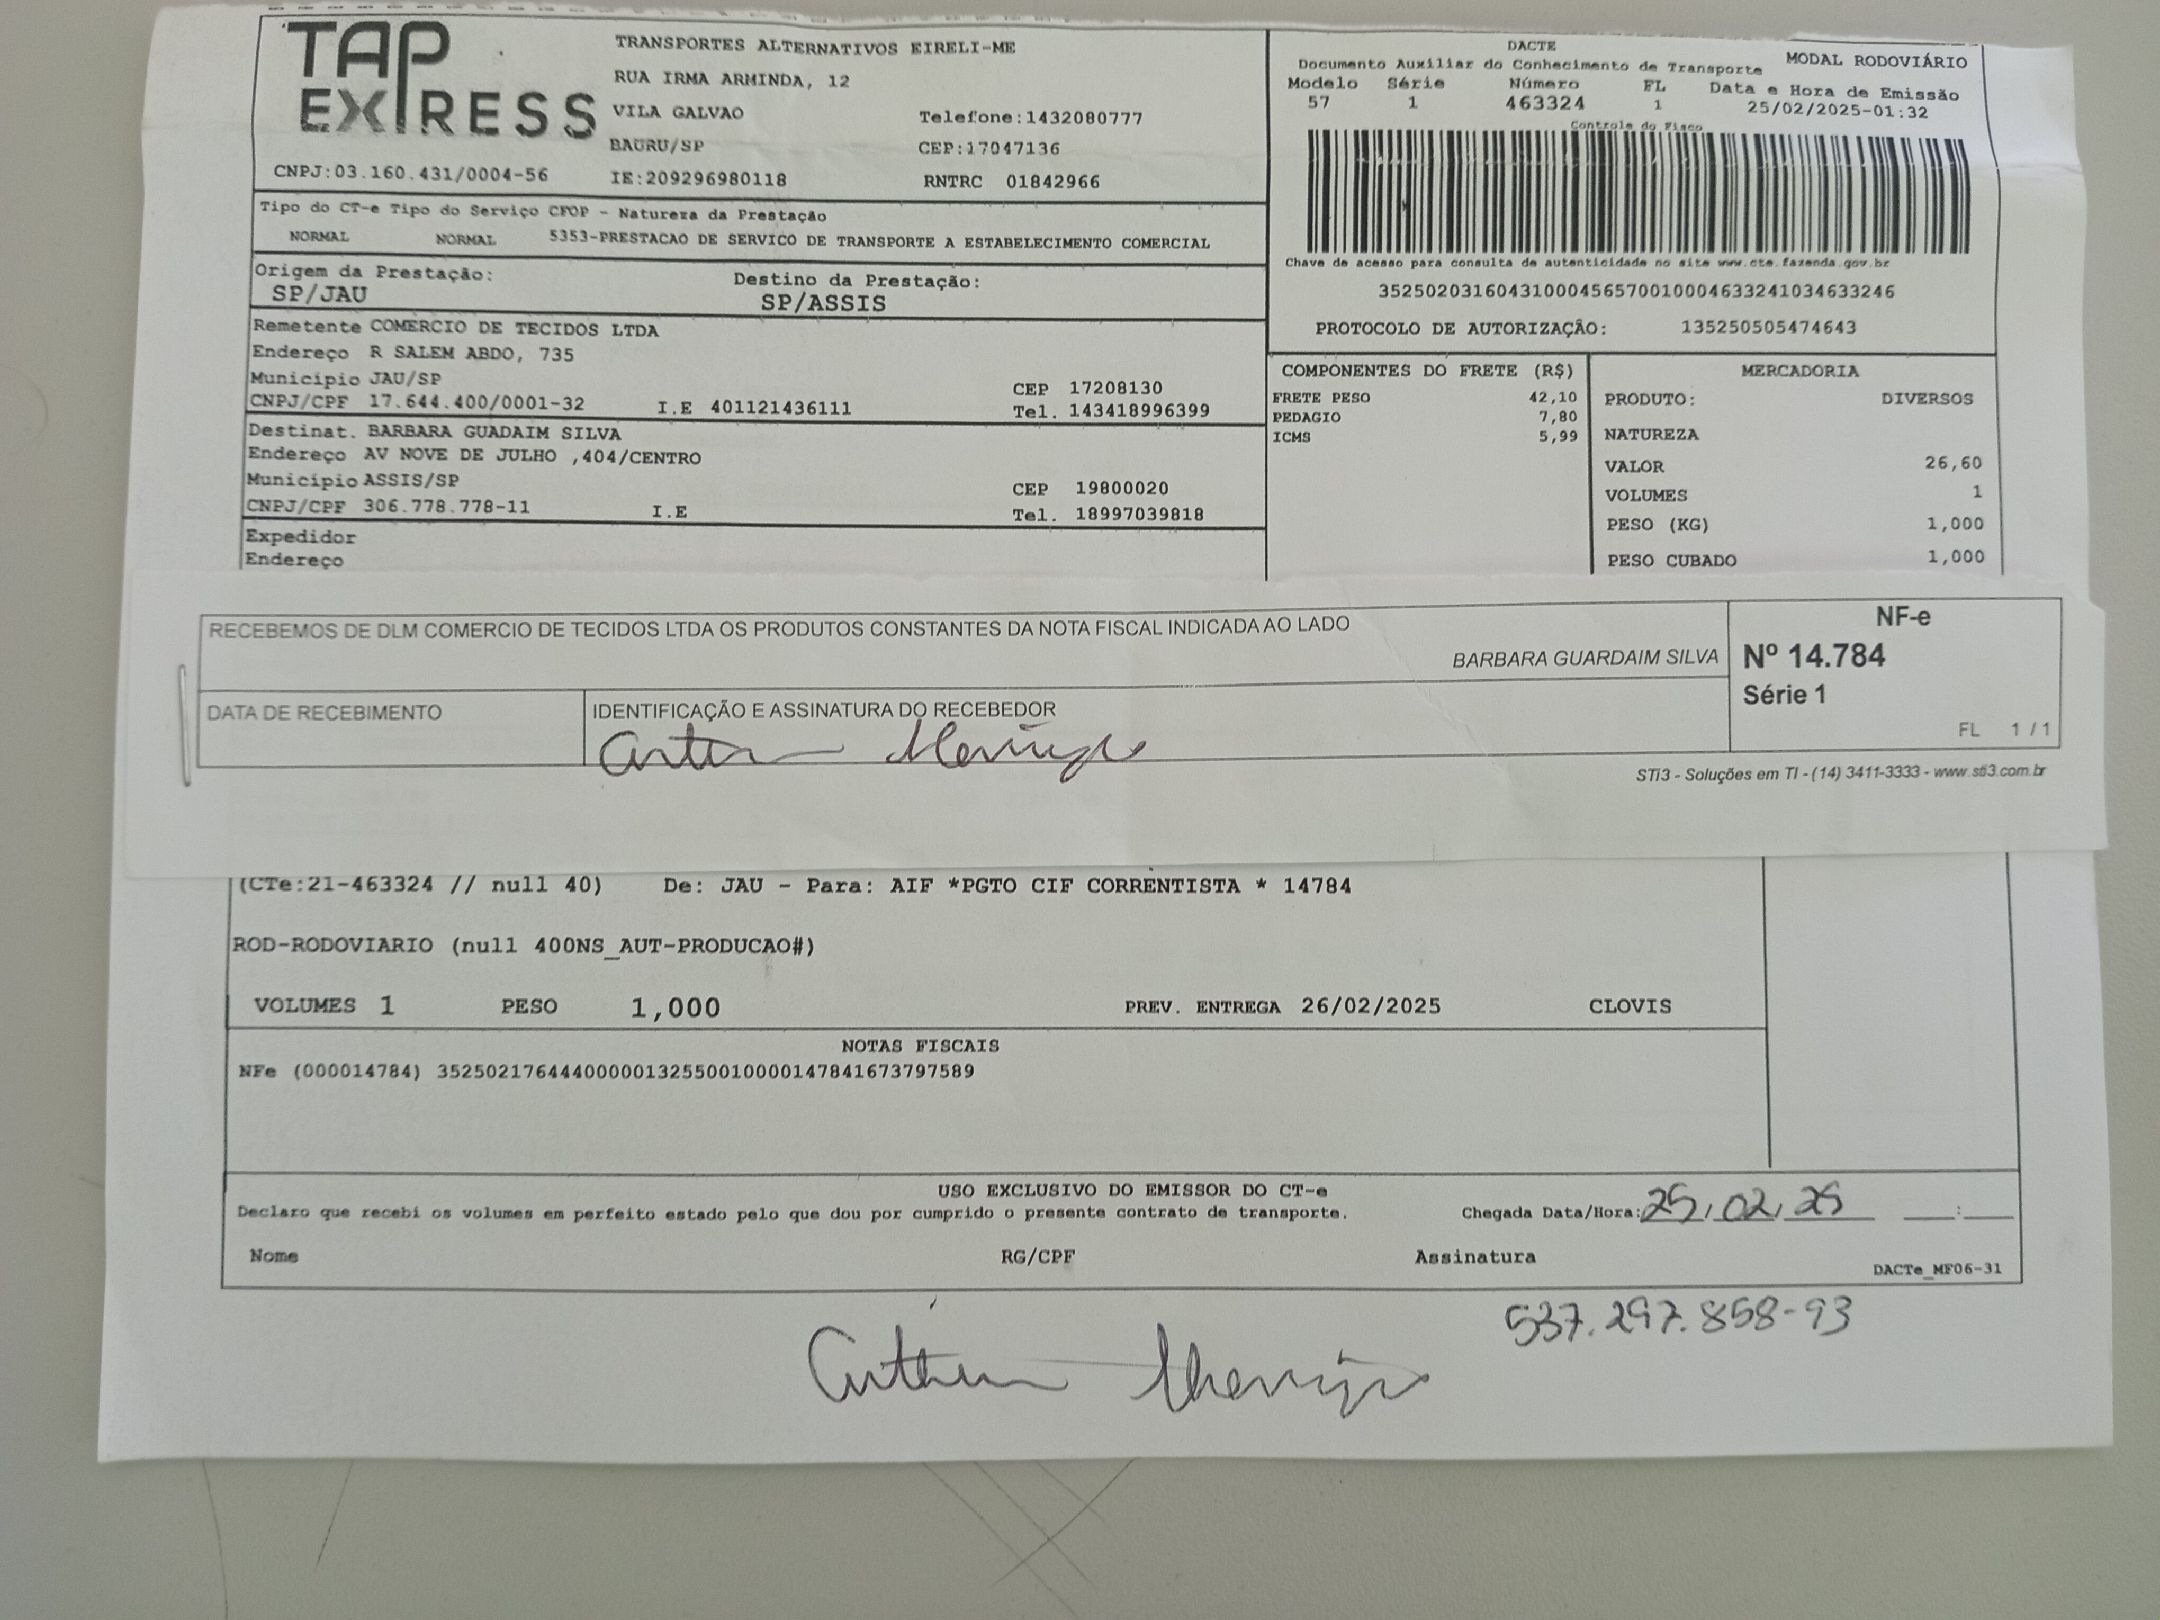 TAP EXPRESS
TRANSPORTES ALTERNATIVOS EIRELI-ME
RUA IRMA ARMINDA, 12
VILA GALVAO Telefone:1432080777
BAURU/SP CEP:17047136
CNPJ:03.160.431/0004-56 IE:209296980118 RNTRC 01842966
DACTE MODAL RODOVIÁRIO
Documento Auxiliar do Conhecimento de Transporte
Modelo Série Número FL Data e Hora de Emissão
57 1 463324 1 25/02/2025-01:32
Controle do Fisco
Tipo do CT-e Tipo do Serviço CFOP - Natureza da Prestação
NORMAL NORMAL 5353-PRESTACAO DE SERVICO DE TRANSPORTE A ESTABELECIMENTO COMERCIAL
Chave de acesso para consulta de autenticidade no site www.cte.fazenda.gov.br
35250203160431000456570010004633241034633246
PROTOCOLO DE AUTORIZAÇÃO: 135250505474643
Origem da Prestação: Destino da Prestação:
SP/JAU SP/ASSIS
Remetente COMERCIO DE TECIDOS LTDA
Endereço R SALEM ABDO, 735
Município JAU/SP CEP 17208130
CNPJ/CPF 17.644.400/0001-32 I.E 401121436111 Tel. 143418996399
Destinat. BARBARA GUADAIM SILVA
Endereço AV NOVE DE JULHO ,404/CENTRO
Município ASSIS/SP CEP 19800020
CNPJ/CPF 306.778.778-11 I.E Tel. 18997039818
Expedidor
Endereço
COMPONENTES DO FRETE (R$)
FRETE PESO 42,10
PEDAGIO 7,80
ICMS 5,99
MERCADORIA
PRODUTO: DIVERSOS
NATUREZA
VALOR 26,60
VOLUMES 1
PESO (KG) 1,000
PESO CUBADO 1,000
RECEBEMOS DE DLM COMERCIO DE TECIDOS LTDA OS PRODUTOS CONSTANTES DA NOTA FISCAL INDICADA AO LADO
BARBARA GUARDAIM SILVA
NF-e
Nº 14.784
Série 1
FL 1 / 1
DATA DE RECEBIMENTO IDENTIFICAÇÃO E ASSINATURA DO RECEBEDOR
STi3 - Soluções em TI - (14) 3411-3333 - www.sti3.com.br
(CTe:21-463324 // null 40) De: JAU - Para: AIF *PGTO CIF CORRENTISTA * 14784
ROD-RODOVIARIO (null 400NS_AUT-PRODUCAO#)
VOLUMES 1 PESO 1,000 PREV. ENTREGA 26/02/2025 CLOVIS
NOTAS FISCAIS
NFe (000014784) 35250217644400000132550010000147841673797589
USO EXCLUSIVO DO EMISSOR DO CT-e
Declaro que recebi os volumes em perfeito estado pelo que dou por cumprido o presente contrato de transporte. Chegada Data/Hora: 25, 02, 25 :
Nome RG/CPF Assinatura
DACTe_MF06-31
537.297.858-93